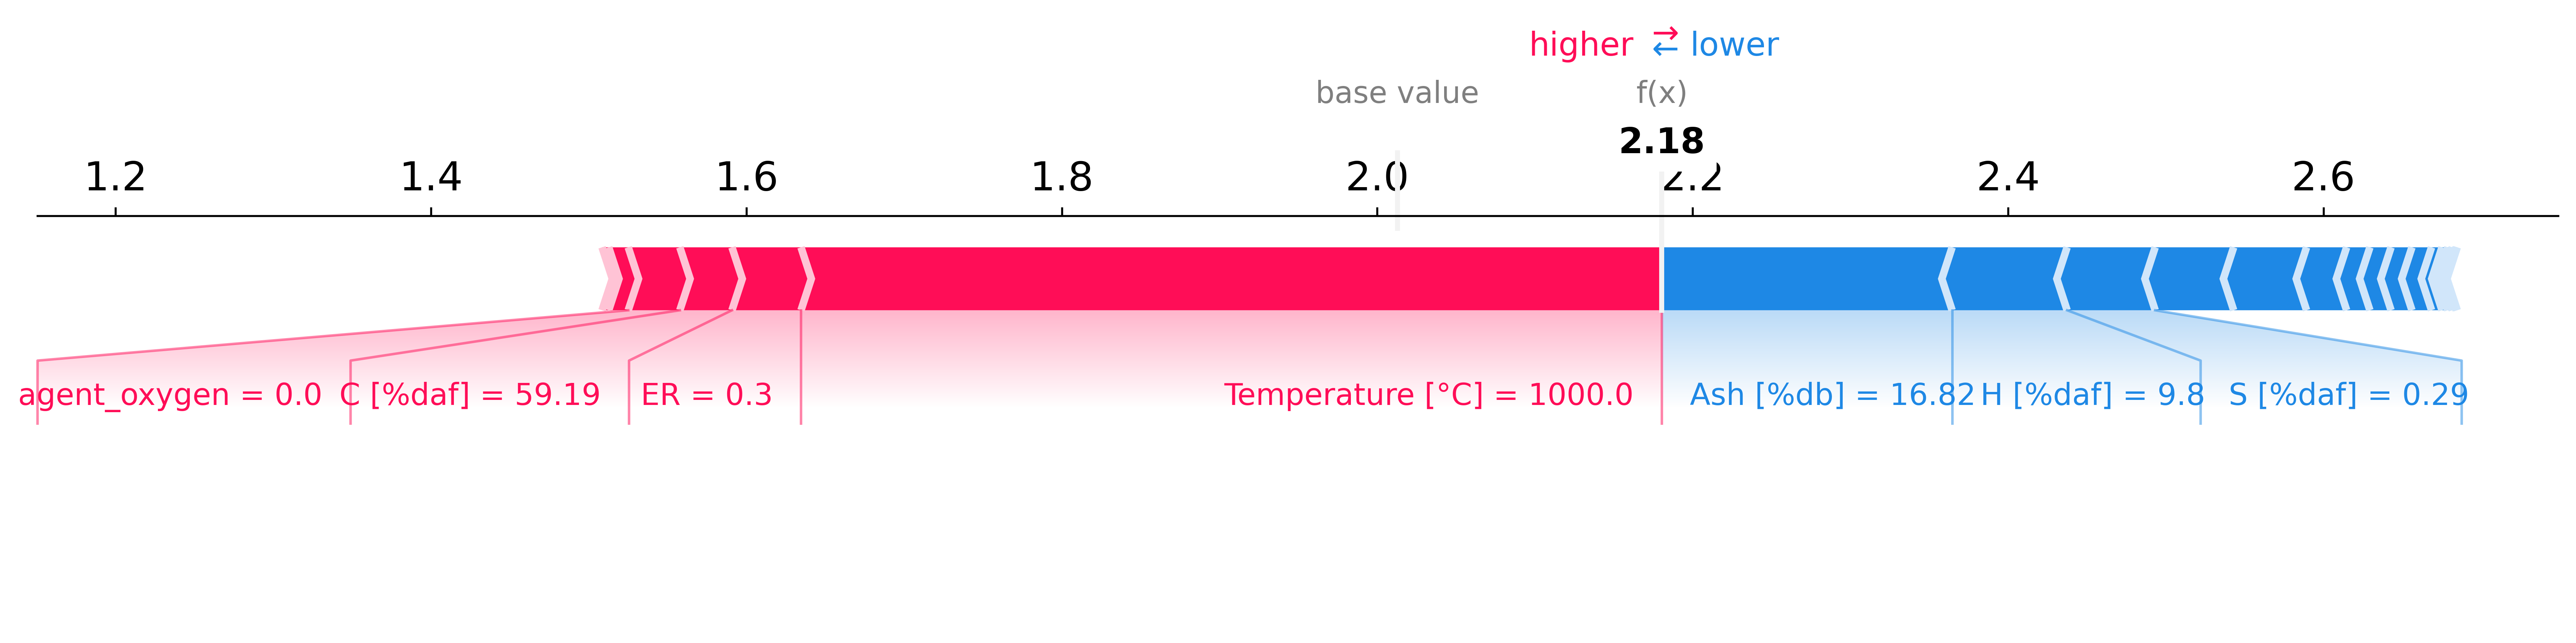 higher ⇄ lower
base value f(x)
2.18
1.2 1.4 1.6 1.8 2.0 2.2 2.4 2.6
agent_oxygen = 0.0 C [%daf] = 59.19 ER = 0.3 Temperature [°C] = 1000.0 Ash [%db] = 16.82 H [%daf] = 9.8 S [%daf] = 0.29